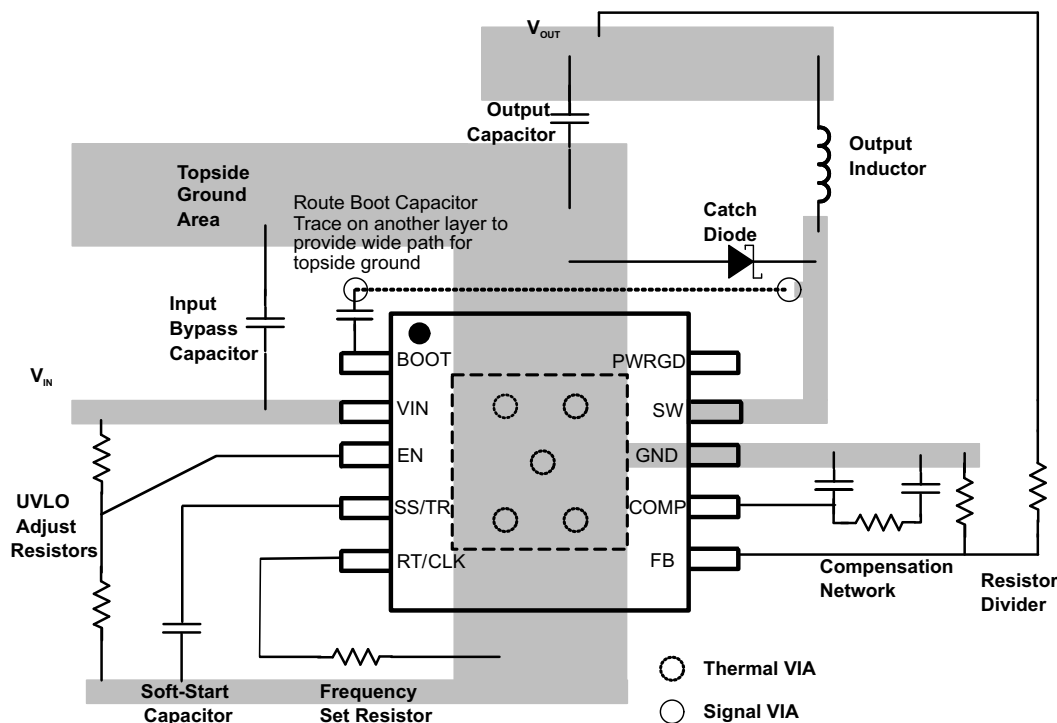 VOUT
Output
Capacitor
Output
Inductor
Topside
Ground
Area
Route Boot Capacitor
Trace on another layer to
provide wide path for
topside ground
Catch
Diode
Input
Bypass
Capacitor
VIN
BOOT
PWRGD
VIN
SW
EN
GND
UVLO
Adjust
Resistors
SS/TR
COMP
RT/CLK
FB
Compensation
Network
Resistor
Divider
Soft-Start
Capacitor
Frequency
Set Resistor
Thermal VIA
Signal VIA